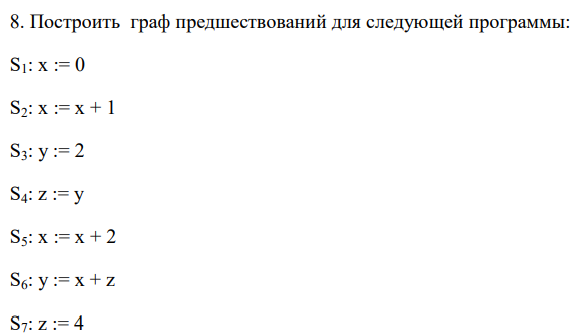 8. Построить граф предшествований для следующей программы:
S₁: x := 0
S₂: x := x + 1
S₃: y := 2
S₄: z := y
S₅: x := x + 2
S₆: y := x + z
S₇: z := 4